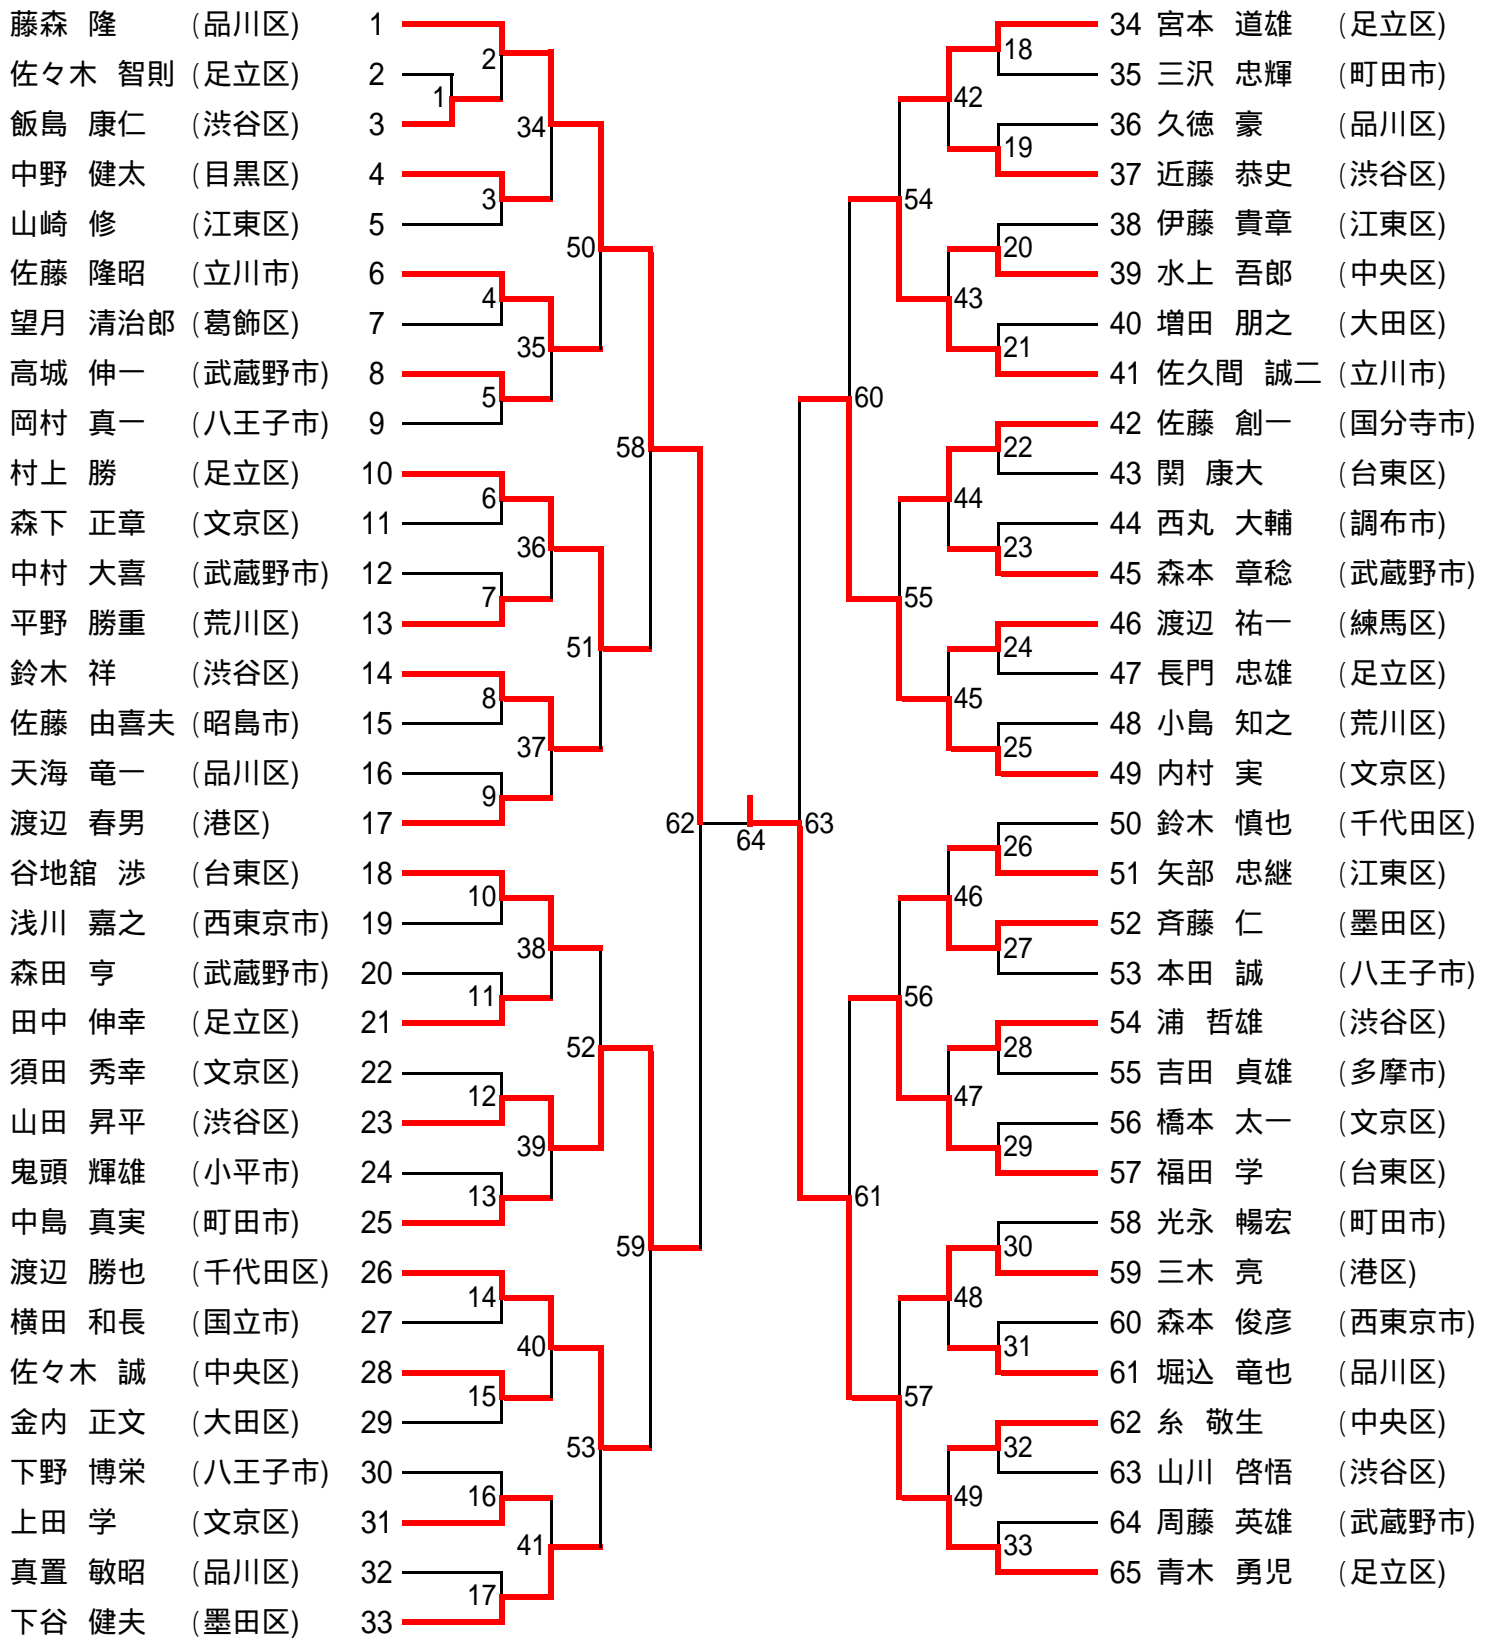 藤森 隆 (品川区) 1
佐々木 智則 (足立区) 2
飯島 康仁 (渋谷区) 3
中野 健太 (目黒区) 4
山崎 修 (江東区) 5
佐藤 隆昭 (立川市) 6
望月 清治郎 (葛飾区) 7
高城 伸一 (武蔵野市) 8
岡村 真一 (八王子市) 9
村上 勝 (足立区) 10
森下 正章 (文京区) 11
中村 大喜 (武蔵野市) 12
平野 勝重 (荒川区) 13
鈴木 祥 (渋谷区) 14
佐藤 由喜夫 (昭島市) 15
天海 竜一 (品川区) 16
渡辺 春男 (港区) 17
谷地舘 渉 (台東区) 18
浅川 嘉之 (西東京市) 19
森田 亨 (武蔵野市) 20
田中 伸幸 (足立区) 21
須田 秀幸 (文京区) 22
山田 昇平 (渋谷区) 23
鬼頭 輝雄 (小平市) 24
中島 真実 (町田市) 25
渡辺 勝也 (千代田区) 26
横田 和長 (国立市) 27
佐々木 誠 (中央区) 28
金内 正文 (大田区) 29
下野 博栄 (八王子市) 30
上田 学 (文京区) 31
真置 敏昭 (品川区) 32
下谷 健夫 (墨田区) 33
1
2
3
4
5
6
7
8
9
10
11
12
13
14
15
16
17
34
35
36
37
38
39
40
41
50
51
52
53
58
59
62
64
63
60
61
54
55
56
57
42
43
44
45
46
47
48
49
18
19
20
21
22
23
24
25
26
27
28
29
30
31
32
33
34 宮本 道雄 (足立区)
35 三沢 忠輝 (町田市)
36 久徳 豪 (品川区)
37 近藤 恭史 (渋谷区)
38 伊藤 貴章 (江東区)
39 水上 吾郎 (中央区)
40 増田 朋之 (大田区)
41 佐久間 誠二 (立川市)
42 佐藤 創一 (国分寺市)
43 関 康大 (台東区)
44 西丸 大輔 (調布市)
45 森本 章稔 (武蔵野市)
46 渡辺 祐一 (練馬区)
47 長門 忠雄 (足立区)
48 小島 知之 (荒川区)
49 内村 実 (文京区)
50 鈴木 慎也 (千代田区)
51 矢部 忠継 (江東区)
52 斉藤 仁 (墨田区)
53 本田 誠 (八王子市)
54 浦 哲雄 (渋谷区)
55 吉田 貞雄 (多摩市)
56 橋本 太一 (文京区)
57 福田 学 (台東区)
58 光永 暢宏 (町田市)
59 三木 亮 (港区)
60 森本 俊彦 (西東京市)
61 堀込 竜也 (品川区)
62 糸 敬生 (中央区)
63 山川 啓悟 (渋谷区)
64 周藤 英雄 (武蔵野市)
65 青木 勇児 (足立区)